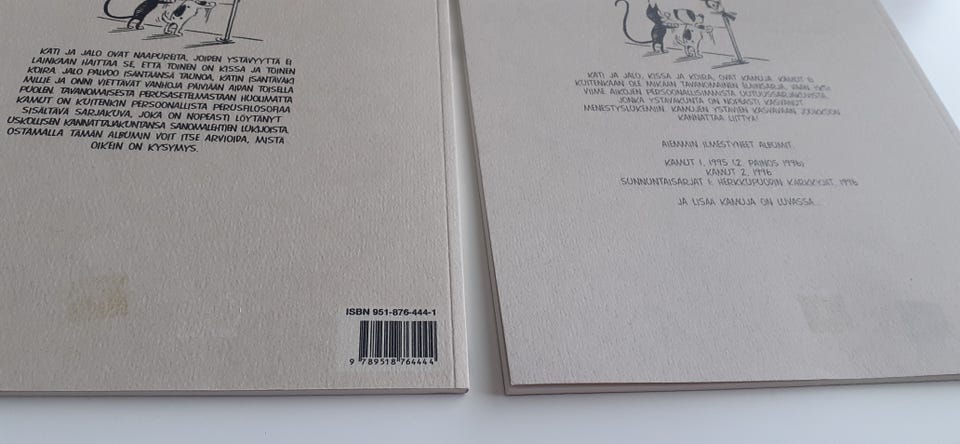 KATI JA JALO OVAT NAAPUREITA, JOIDEN YSTÄVYYTTÄ EI
LAINKAAN HAITTAA SE, ETTÄ TOINEN ON KISSA JA TOINEN
KOIRA. JALO PALVOO ISÄNTÄÄNSÄ TAUNOA, KATIN ISÄNTÄVÄKI
MILJE JA ONNI VIETTÄVÄT VANHOJA PÄIVIÄÄN AIDAN TOISELLA
PUOLEN. TAVANOMAISESTA PERUSASETELMASTAAN HUOLIMATTA
KAMUT ON KUITENKIN PERSOONALLISTA PERUSFILOSOFIAA
SISÄLTÄVÄ SARJAKUVA, JOKA ON NOPEASTI LÖYTÄNYT
USKOLLISEN KANNATTAJAKUNTANSA SANOMALEHTIEN LUKIJOISTA.
OSTAMALLA TÄMÄN ALBUMIN VOIT ITSE ARVIOIDA, MISTÄ
OIKEIN ON KYSYMYS.
ISBN 951-876-444-1
9 789518 764444
KATI JA JALO, KISSA JA KOIRA, OVAT KAMUJA. KAMUT EI
KUITENKAAN OLE MIKÄÄN TAVANOMAINEN ELÄINSARJA, VAAN YKSI
VIIME AIKOJEN PERSOONALLISIMMISTA UUTUUSSARJAKUVISTA,
JONKA YSTÄVÄKUNTA ON NOPEASTI KASVANUT
MENESTYSLUKEMIIN. KAMUJEN YSTÄVIEN KASVAVAAN JOUKKOON
KANNATTAA LIITTYÄ!
AIEMMIN ILMESTYNEET ALBUMIT:
KAMUT 1, 1995 (2. PAINOS 1996)
KAMUT 2, 1996
SUNNUNTAISARJAT 1: HERKKUPUODIN KARKKYJAT, 1996
JA LISÄÄ KAMUJA ON LUVASSA...